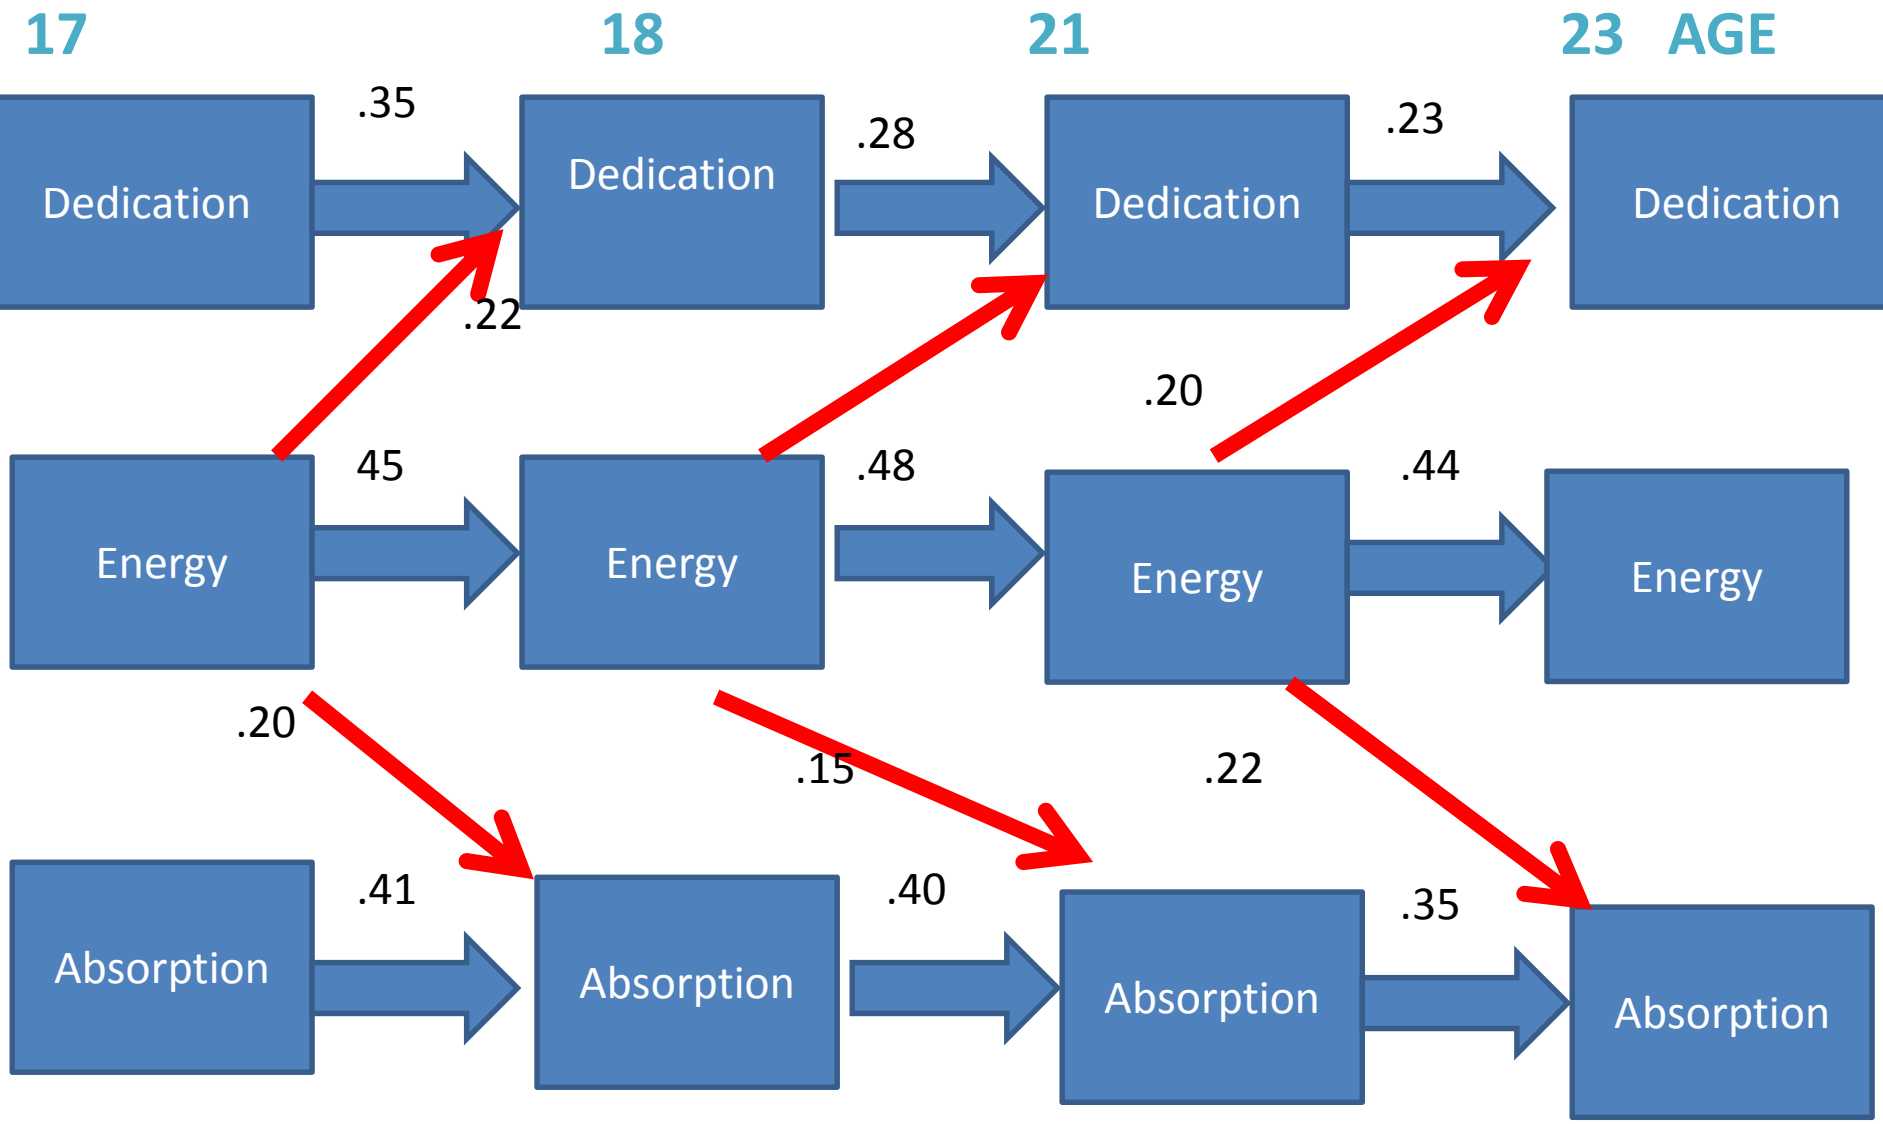 17 18 21 23 AGE
.35 .28 .23
Dedication Dedication Dedication Dedication
.22 .20
45 .48 .44
Energy Energy Energy Energy
.20 .15 .22
.41 .40 .35
Absorption Absorption Absorption Absorption